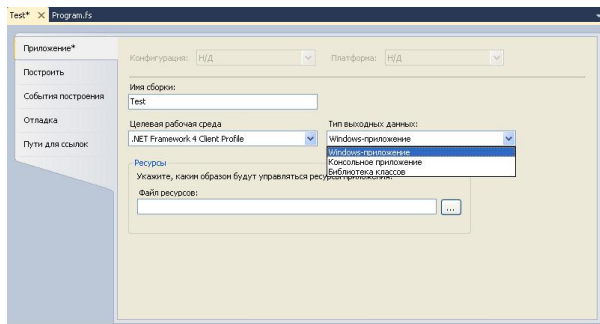 Test* Program.fs
Приложение*
Построить
События построения
Отладка
Пути для ссылок
Конфигурация: Н/Д Платформа: Н/Д
Имя сборки:
Test
Целевая рабочая среда Тип выходных данных:
.NET Framework 4 Client Profile Windows-приложение
Windows-приложение
Консольное приложение
Библиотека классов
Ресурсы
Укажите, каким образом будут управляться ресурсы приложения:
Файл ресурсов:
...